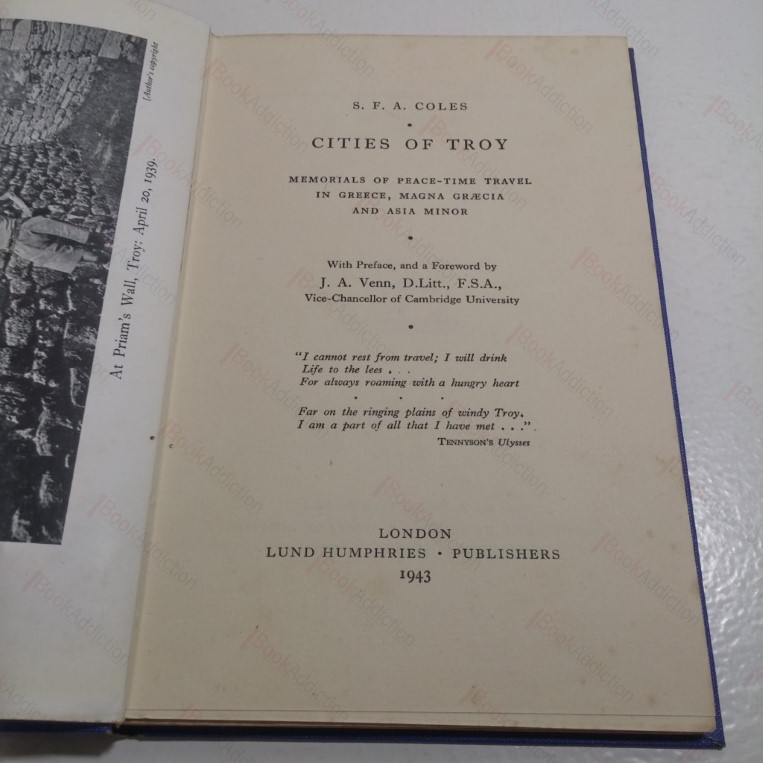 [Author's copyright
At Priam's Wall, Troy: April 20, 1939.
S. F. A. COLES
CITIES OF TROY
MEMORIALS OF PEACE-TIME TRAVEL
IN GREECE, MAGNA GRÆCIA
AND ASIA MINOR
With Preface, and a Foreword by
J. A. Venn, D.Litt., F.S.A.,
Vice-Chancellor of Cambridge University
"I cannot rest from travel; I will drink
Life to the lees . . .
For always roaming with a hungry heart
. . .
Far on the ringing plains of windy Troy.
I am a part of all that I have met . . ."
TENNYSON'S Ulysses
LONDON
LUND HUMPHRIES · PUBLISHERS
1943
BookAddiction